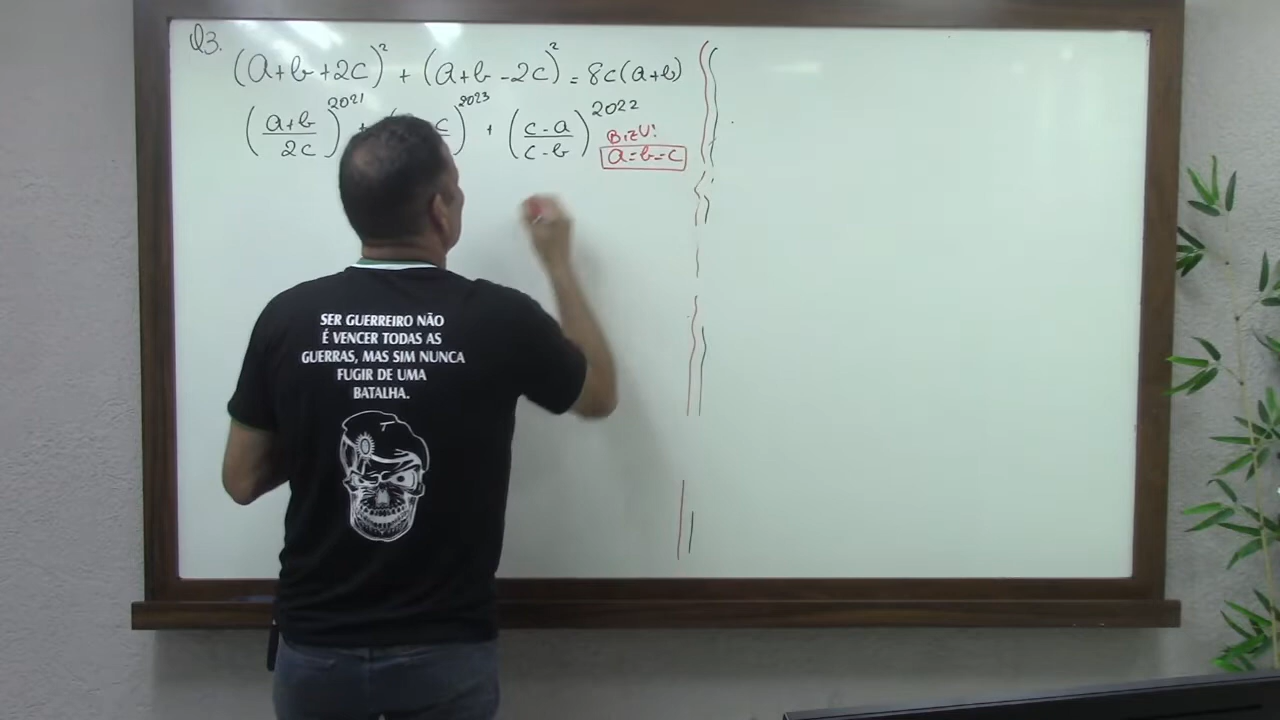 Q3.
(a+b+2c)² + (a+b-2c)² = 8c(a+b)
((a+b)/2c)^2021 + c)^2023 + ((c-a)/(c-b))^2022
BIZU!
a=b=c
SER GUERREIRO NÃO
É VENCER TODAS AS
GUERRAS, MAS SIM NUNCA
FUGIR DE UMA
BATALHA.